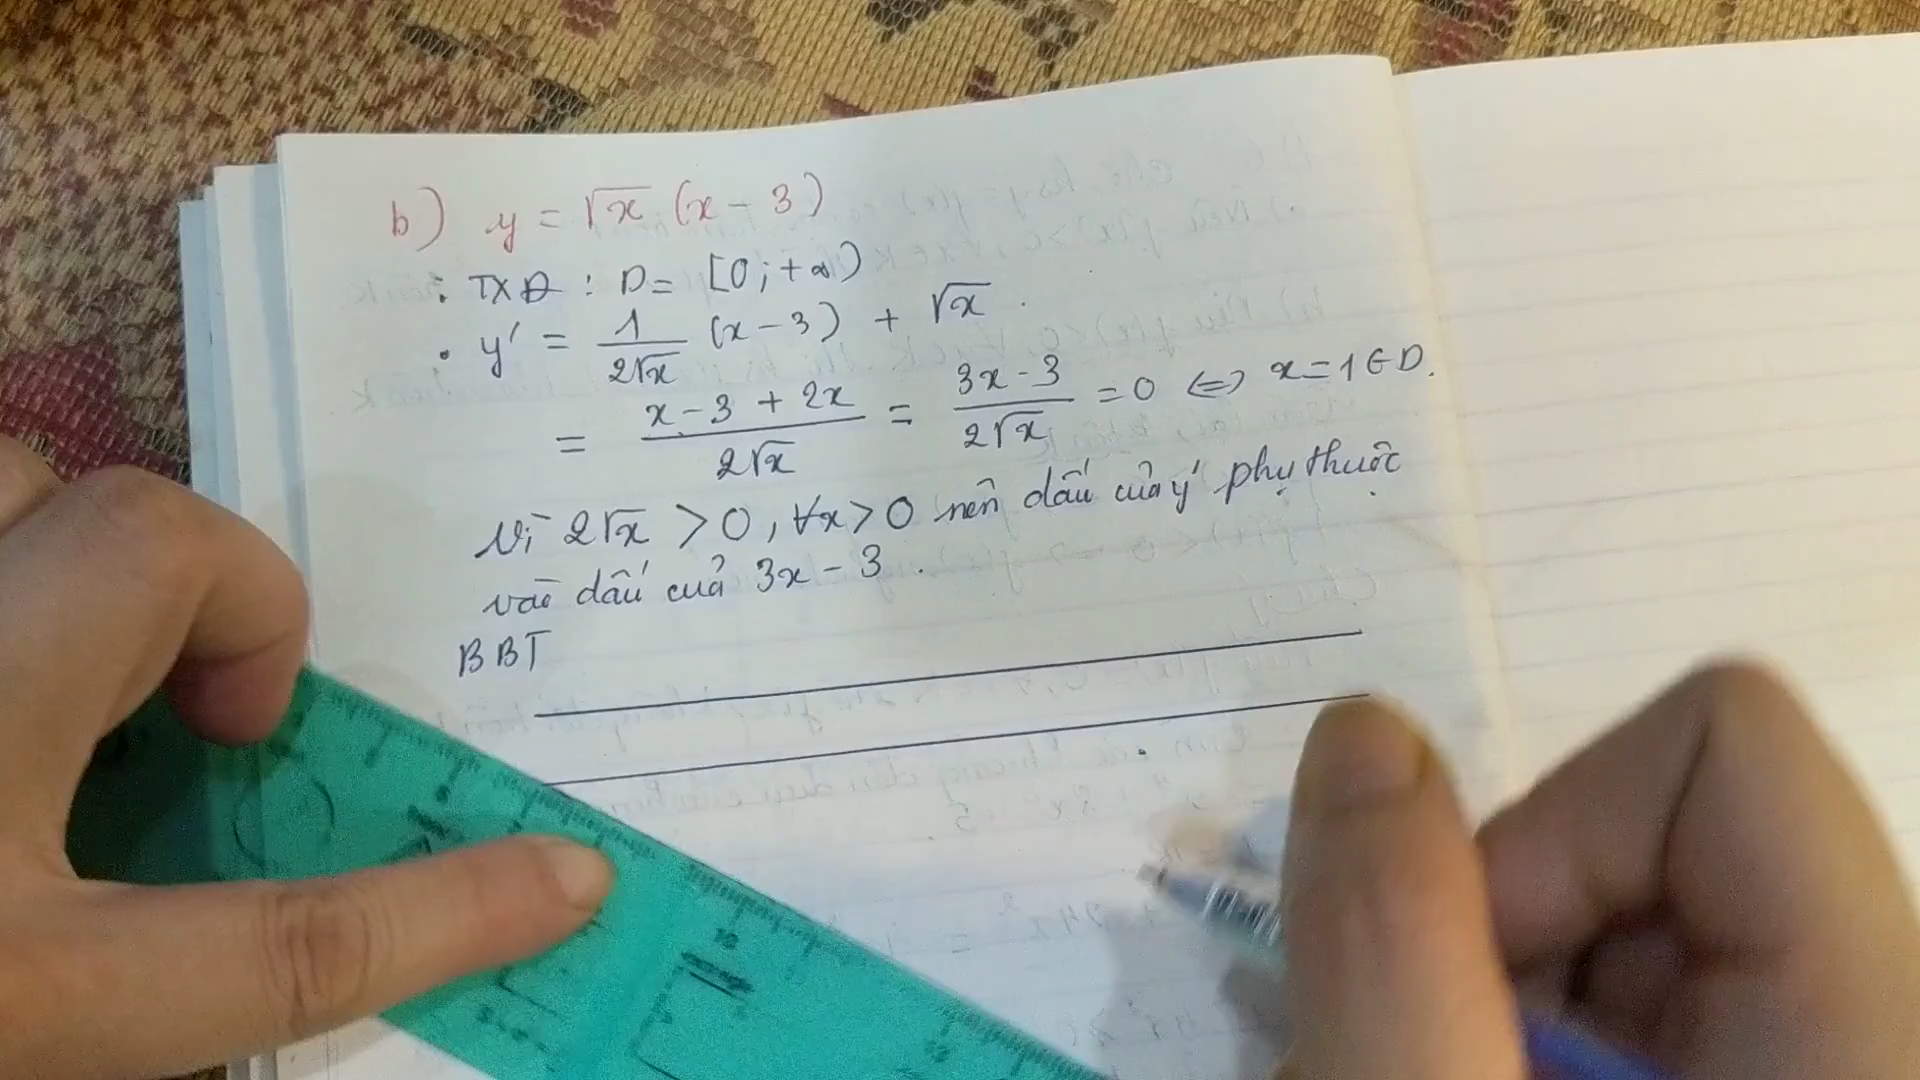 b) y = √x (x - 3)
: TXĐ : D = [0; +∞)
• y' = 1/(2√x) (x - 3) + √x .
= (x - 3 + 2x)/(2√x) = (3x - 3)/(2√x) = 0 ⇔ x = 1 ∈ D.
Vì 2√x > 0, ∀x > 0 nên dấu của y' phụ thuộc
vào dấu của 3x - 3 .
BBT